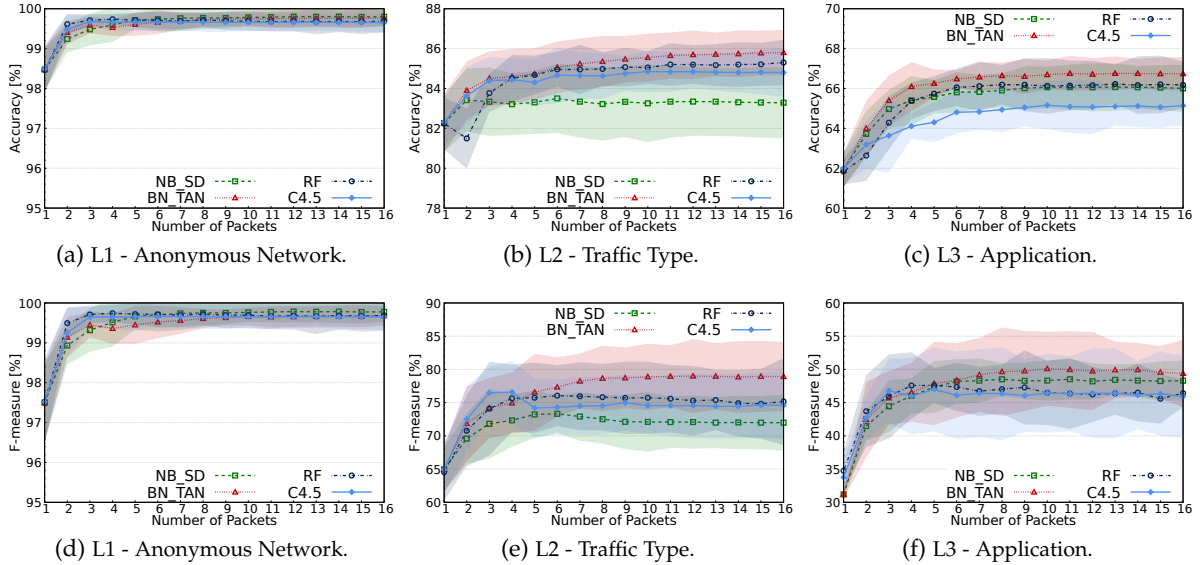 100
99
98
97
96
95
Accuracy [%]
NB_SD
BN_TAN
RF
C4.5
1 2 3 4 5 6 7 8 9 10 11 12 13 14 15 16
Number of Packets
(a) L1 - Anonymous Network.
88
86
84
82
80
78
Accuracy [%]
NB_SD
BN_TAN
RF
C4.5
1 2 3 4 5 6 7 8 9 10 11 12 13 14 15 16
Number of Packets
(b) L2 - Traffic Type.
70
68
66
64
62
60
Accuracy [%]
NB_SD
BN_TAN
RF
C4.5
1 2 3 4 5 6 7 8 9 10 11 12 13 14 15 16
Number of Packets
(c) L3 - Application.
100
99
98
97
96
95
F-measure [%]
NB_SD
BN_TAN
RF
C4.5
1 2 3 4 5 6 7 8 9 10 11 12 13 14 15 16
Number of Packets
(d) L1 - Anonymous Network.
90
85
80
75
70
65
60
F-measure [%]
NB_SD
BN_TAN
RF
C4.5
1 2 3 4 5 6 7 8 9 10 11 12 13 14 15 16
Number of Packets
(e) L2 - Traffic Type.
60
55
50
45
40
35
30
F-measure [%]
NB_SD
BN_TAN
RF
C4.5
1 2 3 4 5 6 7 8 9 10 11 12 13 14 15 16
Number of Packets
(f) L3 - Application.